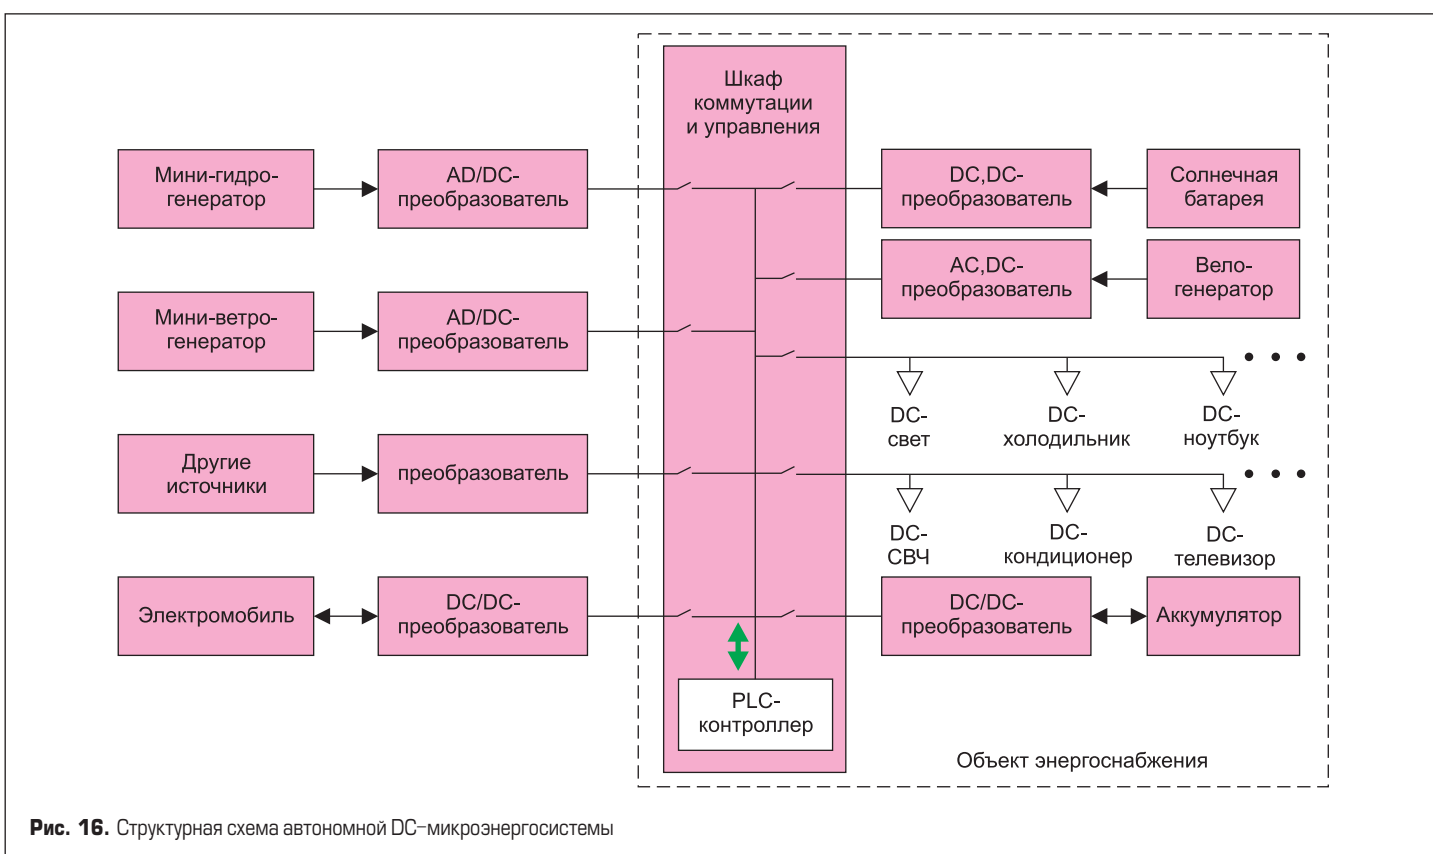 Шкаф
коммутации
и управления
Мини-гидро-
генератор
AD/DC-
преобразователь
DC,DC-
преобразователь
Солнечная
батарея
AC,DC-
преобразователь
Вело-
генератор
Мини-ветро-
генератор
AD/DC-
преобразователь
DC-
свет
DC-
холодильник
DC-
ноутбук
Другие
источники
преобразователь
DC-
СВЧ
DC-
кондиционер
DC-
телевизор
Электромобиль
DC/DC-
преобразователь
DC/DC-
преобразователь
Аккумулятор
PLC-
контроллер
Объект энергоснабжения
Рис. 16. Структурная схема автономной DC-микроэнергосистемы